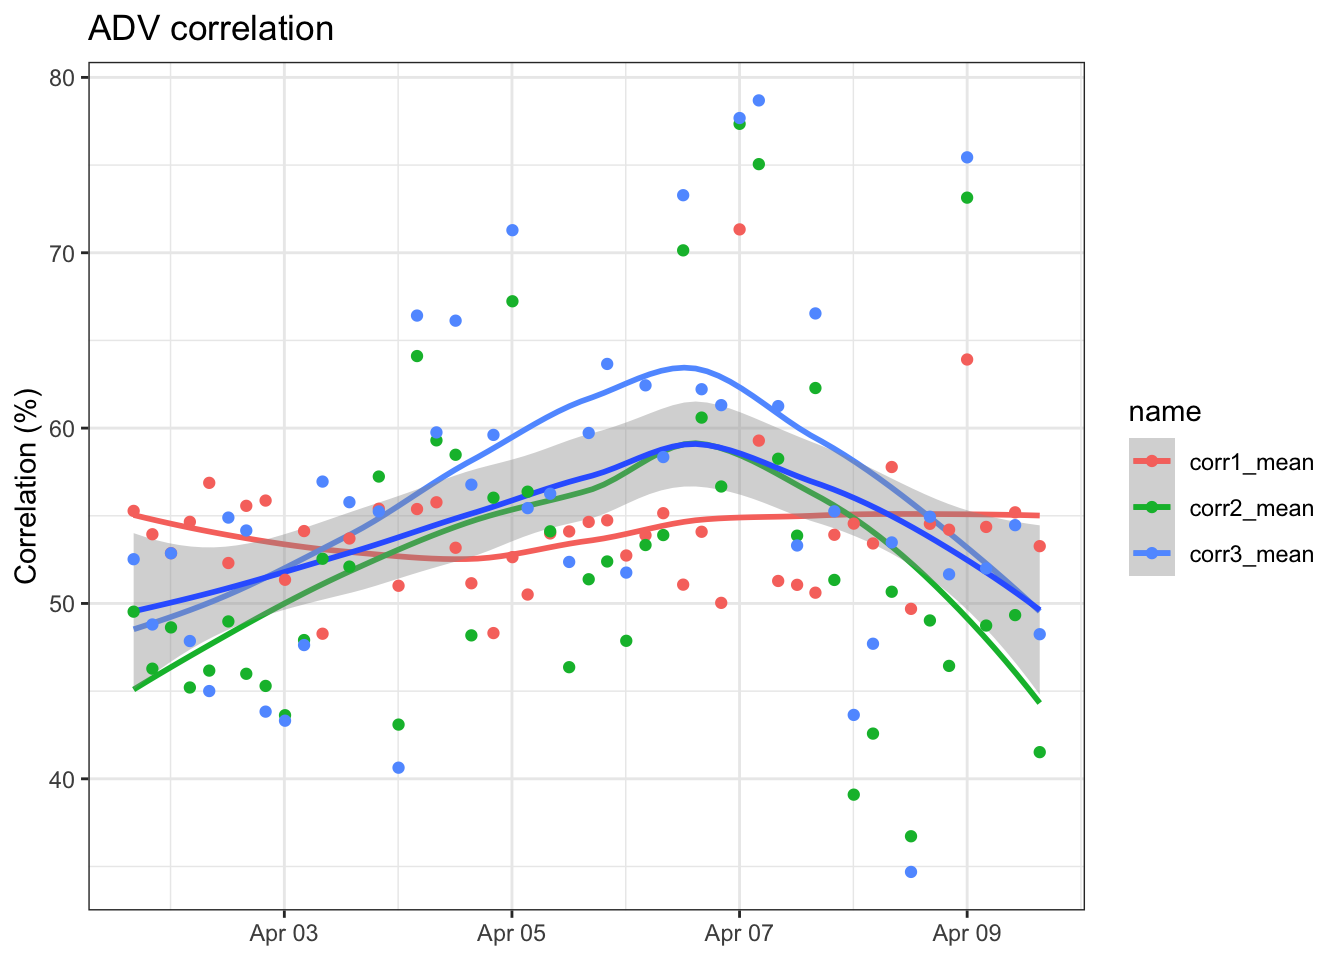 ADV correlation
Correlation (%)
80
70
60
50
40
Apr 03
Apr 05
Apr 07
Apr 09
name
corr1_mean
corr2_mean
corr3_mean